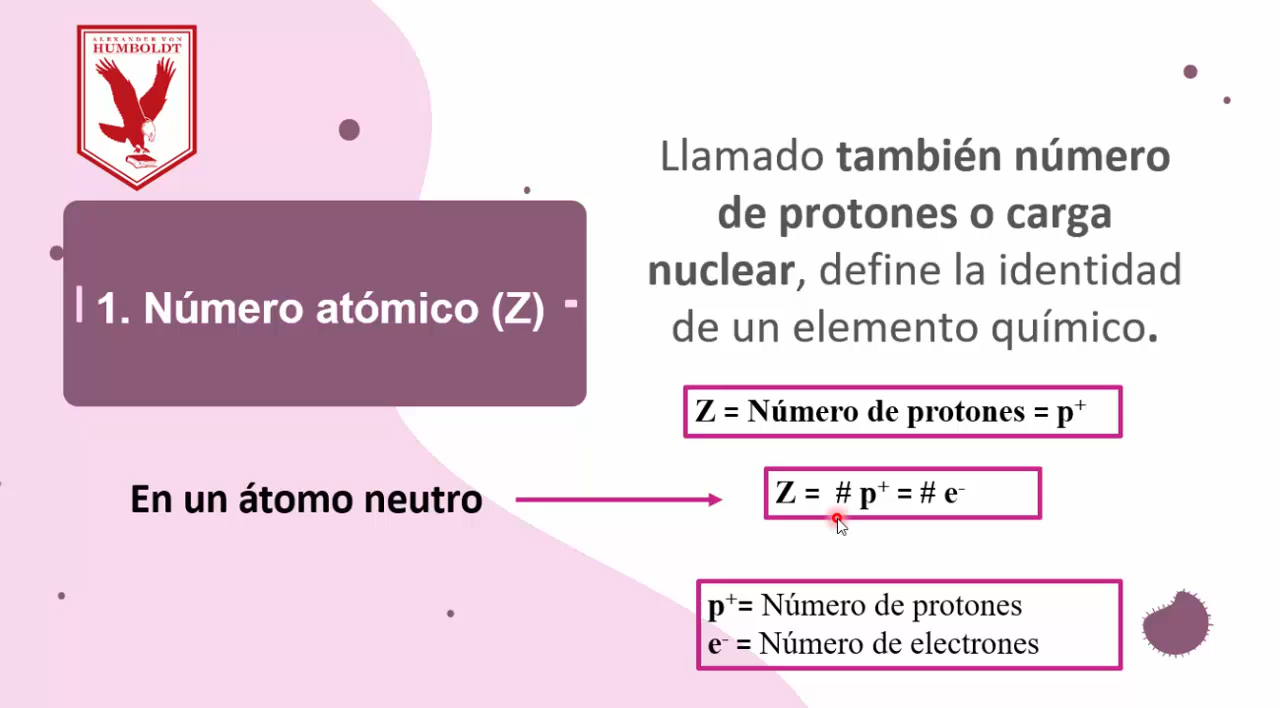 ALEXANDER VON
HUMBOLDT
1. Número atómico (Z)
Llamado también número
de protones o carga
nuclear, define la identidad
de un elemento químico.
Z = Número de protones = p⁺
En un átomo neutro
Z = # p⁺ = # e⁻
p⁺= Número de protones
e⁻ = Número de electrones